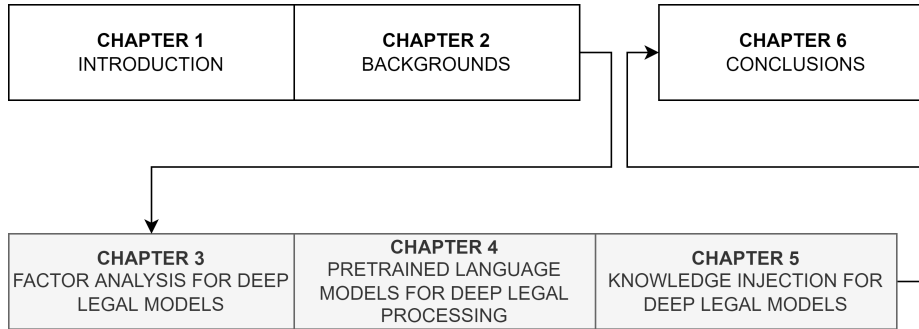 CHAPTER 1
INTRODUCTION
CHAPTER 2
BACKGROUNDS
CHAPTER 6
CONCLUSIONS
CHAPTER 3
FACTOR ANALYSIS FOR DEEP
LEGAL MODELS
CHAPTER 4
PRETRAINED LANGUAGE
MODELS FOR DEEP LEGAL
PROCESSING
CHAPTER 5
KNOWLEDGE INJECTION FOR
DEEP LEGAL MODELS